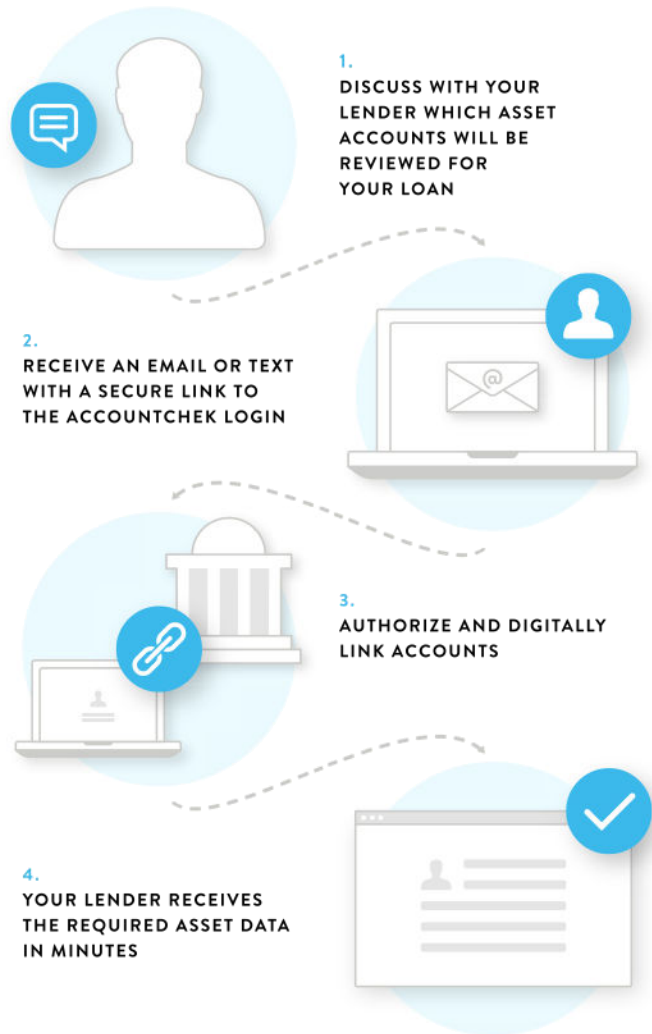 1.
DISCUSS WITH YOUR
LENDER WHICH ASSET
ACCOUNTS WILL BE
REVIEWED FOR
YOUR LOAN
@
2.
RECEIVE AN EMAIL OR TEXT
WITH A SECURE LINK TO
THE ACCOUNTCHEK LOGIN
3.
AUTHORIZE AND DIGITALLY
LINK ACCOUNTS
4.
YOUR LENDER RECEIVES
THE REQUIRED ASSET DATA
IN MINUTES